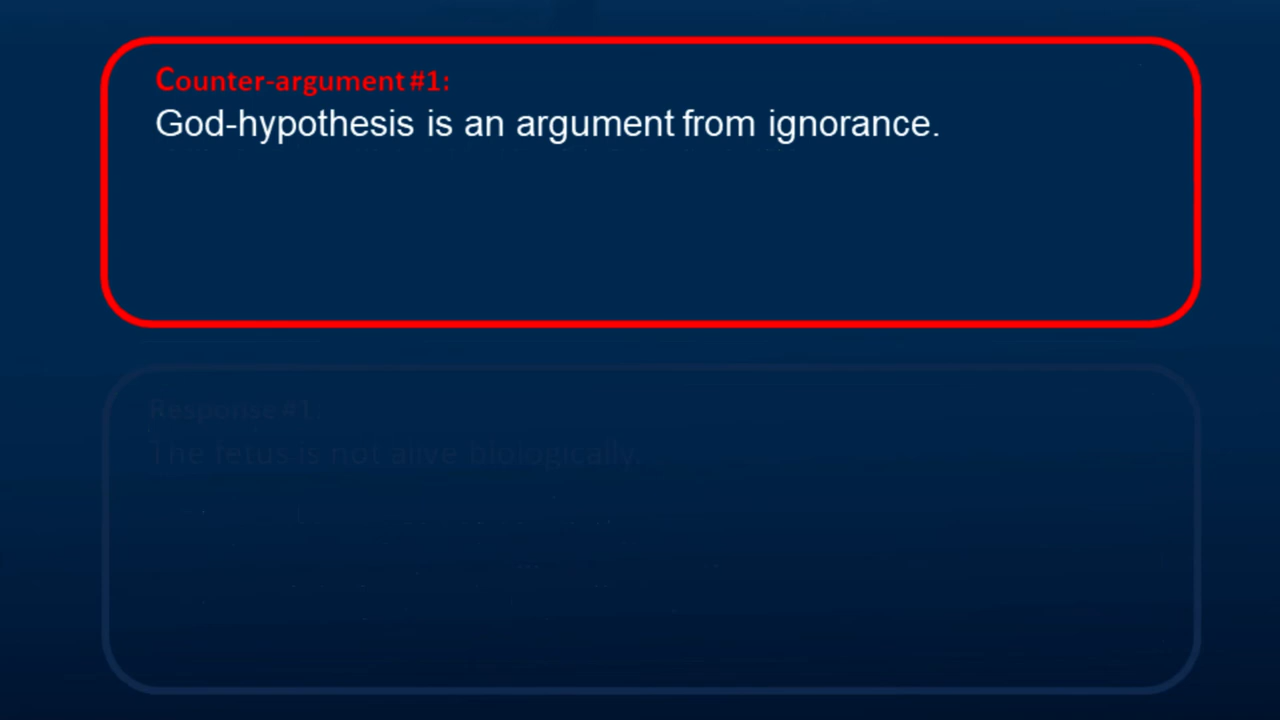 Counter-argument #1:
God-hypothesis is an argument from ignorance.
Response #1
The fetus is not alive biologically.